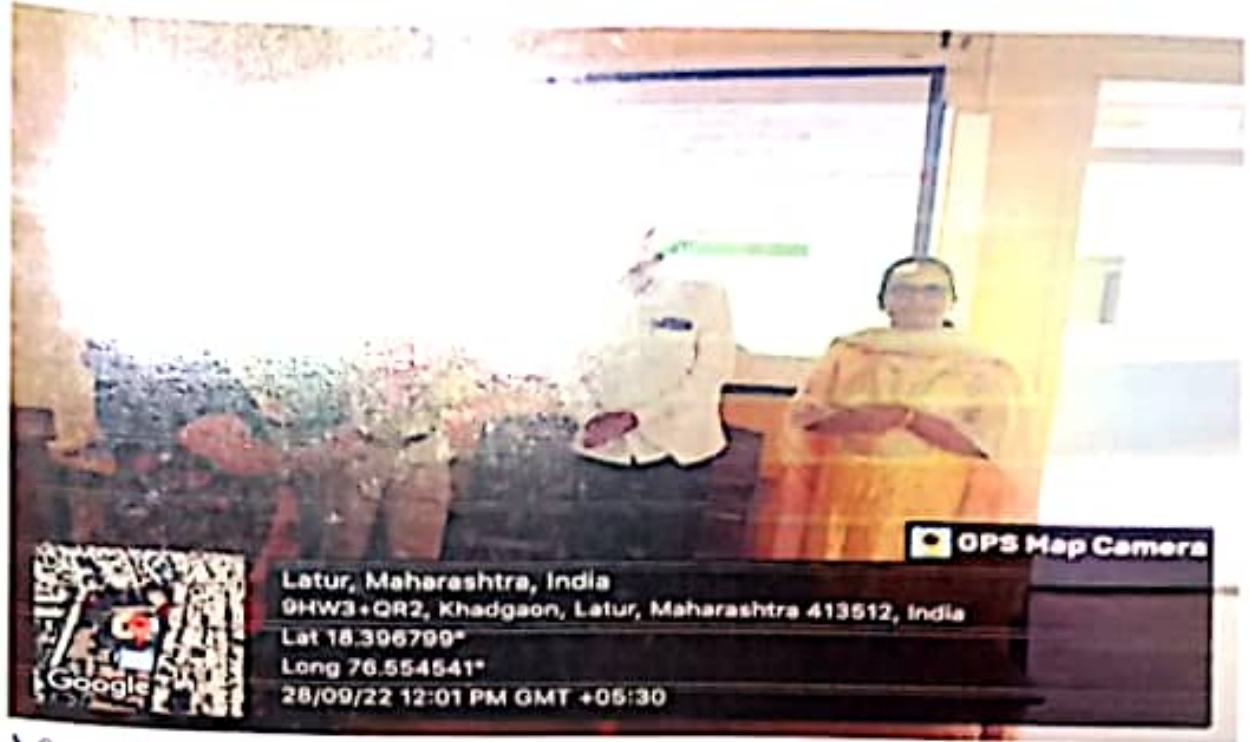 GPS Map Camera
Latur, Maharashtra, India
9HW3+QR2, Khadgaon, Latur, Maharashtra 413512, India
Lat 18.396799°
Long 76.554541°
28/09/22 12:01 PM GMT +05:30
Google